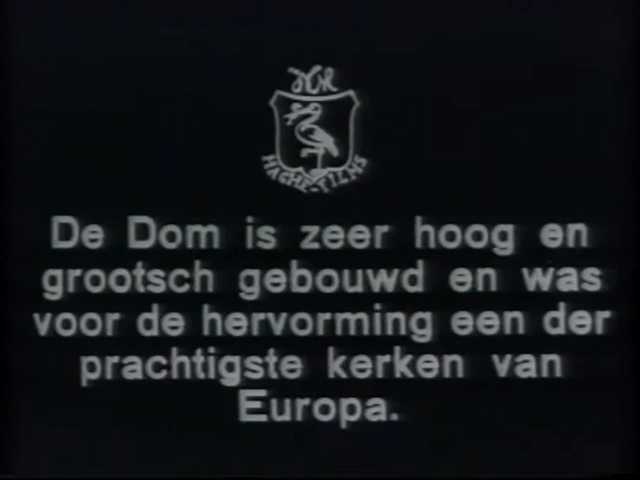 HAGHE-FILMS
De Dom is zeer hoog en
grootsch gebouwd en was
voor de hervorming een der
prachtigste kerken van
Europa.